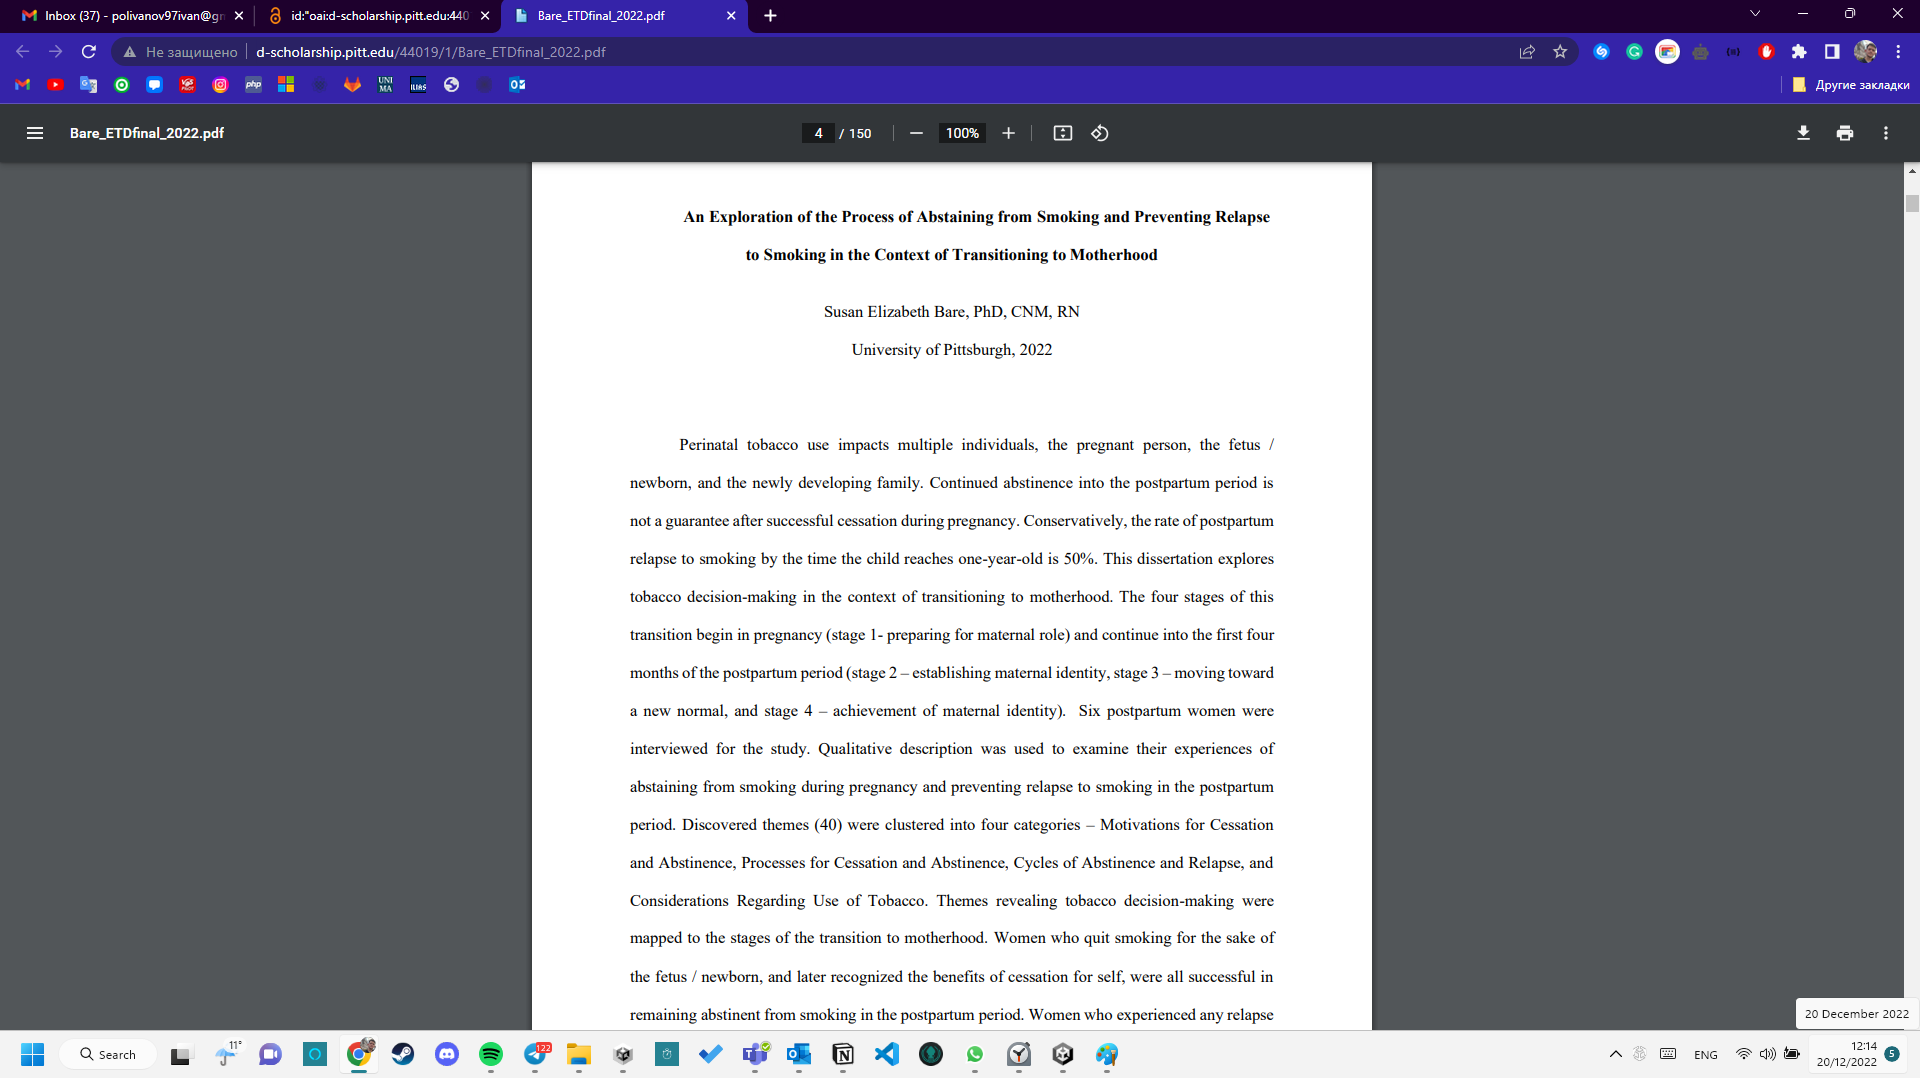 Inbox (37) - polivanov97ivan@gm
id:"oai:d-scholarship.pitt.edu:440
Bare_ETDfinal_2022.pdf
Не защищено
d-scholarship.pitt.edu/44019/1/Bare_ETDfinal_2022.pdf
php
UNI MA
ILIAS
Другие закладки
Bare_ETDfinal_2022.pdf
4 / 150
100%
An Exploration of the Process of Abstaining from Smoking and Preventing Relapse
to Smoking in the Context of Transitioning to Motherhood
Susan Elizabeth Bare, PhD, CNM, RN
University of Pittsburgh, 2022
Perinatal tobacco use impacts multiple individuals, the pregnant person, the fetus /
newborn, and the newly developing family. Continued abstinence into the postpartum period is
not a guarantee after successful cessation during pregnancy. Conservatively, the rate of postpartum
relapse to smoking by the time the child reaches one-year-old is 50%. This dissertation explores
tobacco decision-making in the context of transitioning to motherhood. The four stages of this
transition begin in pregnancy (stage 1- preparing for maternal role) and continue into the first four
months of the postpartum period (stage 2 – establishing maternal identity, stage 3 – moving toward
a new normal, and stage 4 – achievement of maternal identity). Six postpartum women were
interviewed for the study. Qualitative description was used to examine their experiences of
abstaining from smoking during pregnancy and preventing relapse to smoking in the postpartum
period. Discovered themes (40) were clustered into four categories – Motivations for Cessation
and Abstinence, Processes for Cessation and Abstinence, Cycles of Abstinence and Relapse, and
Considerations Regarding Use of Tobacco. Themes revealing tobacco decision-making were
mapped to the stages of the transition to motherhood. Women who quit smoking for the sake of
the fetus / newborn, and later recognized the benefits of cessation for self, were all successful in
remaining abstinent from smoking in the postpartum period. Women who experienced any relapse
20 December 2022
11°
Search
122
ENG
12:14
20/12/2022
5